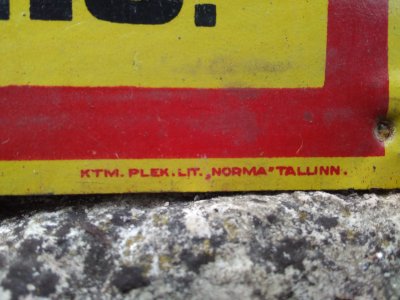 KTM. PLEK. LIT. „NORMA" TALLINN.